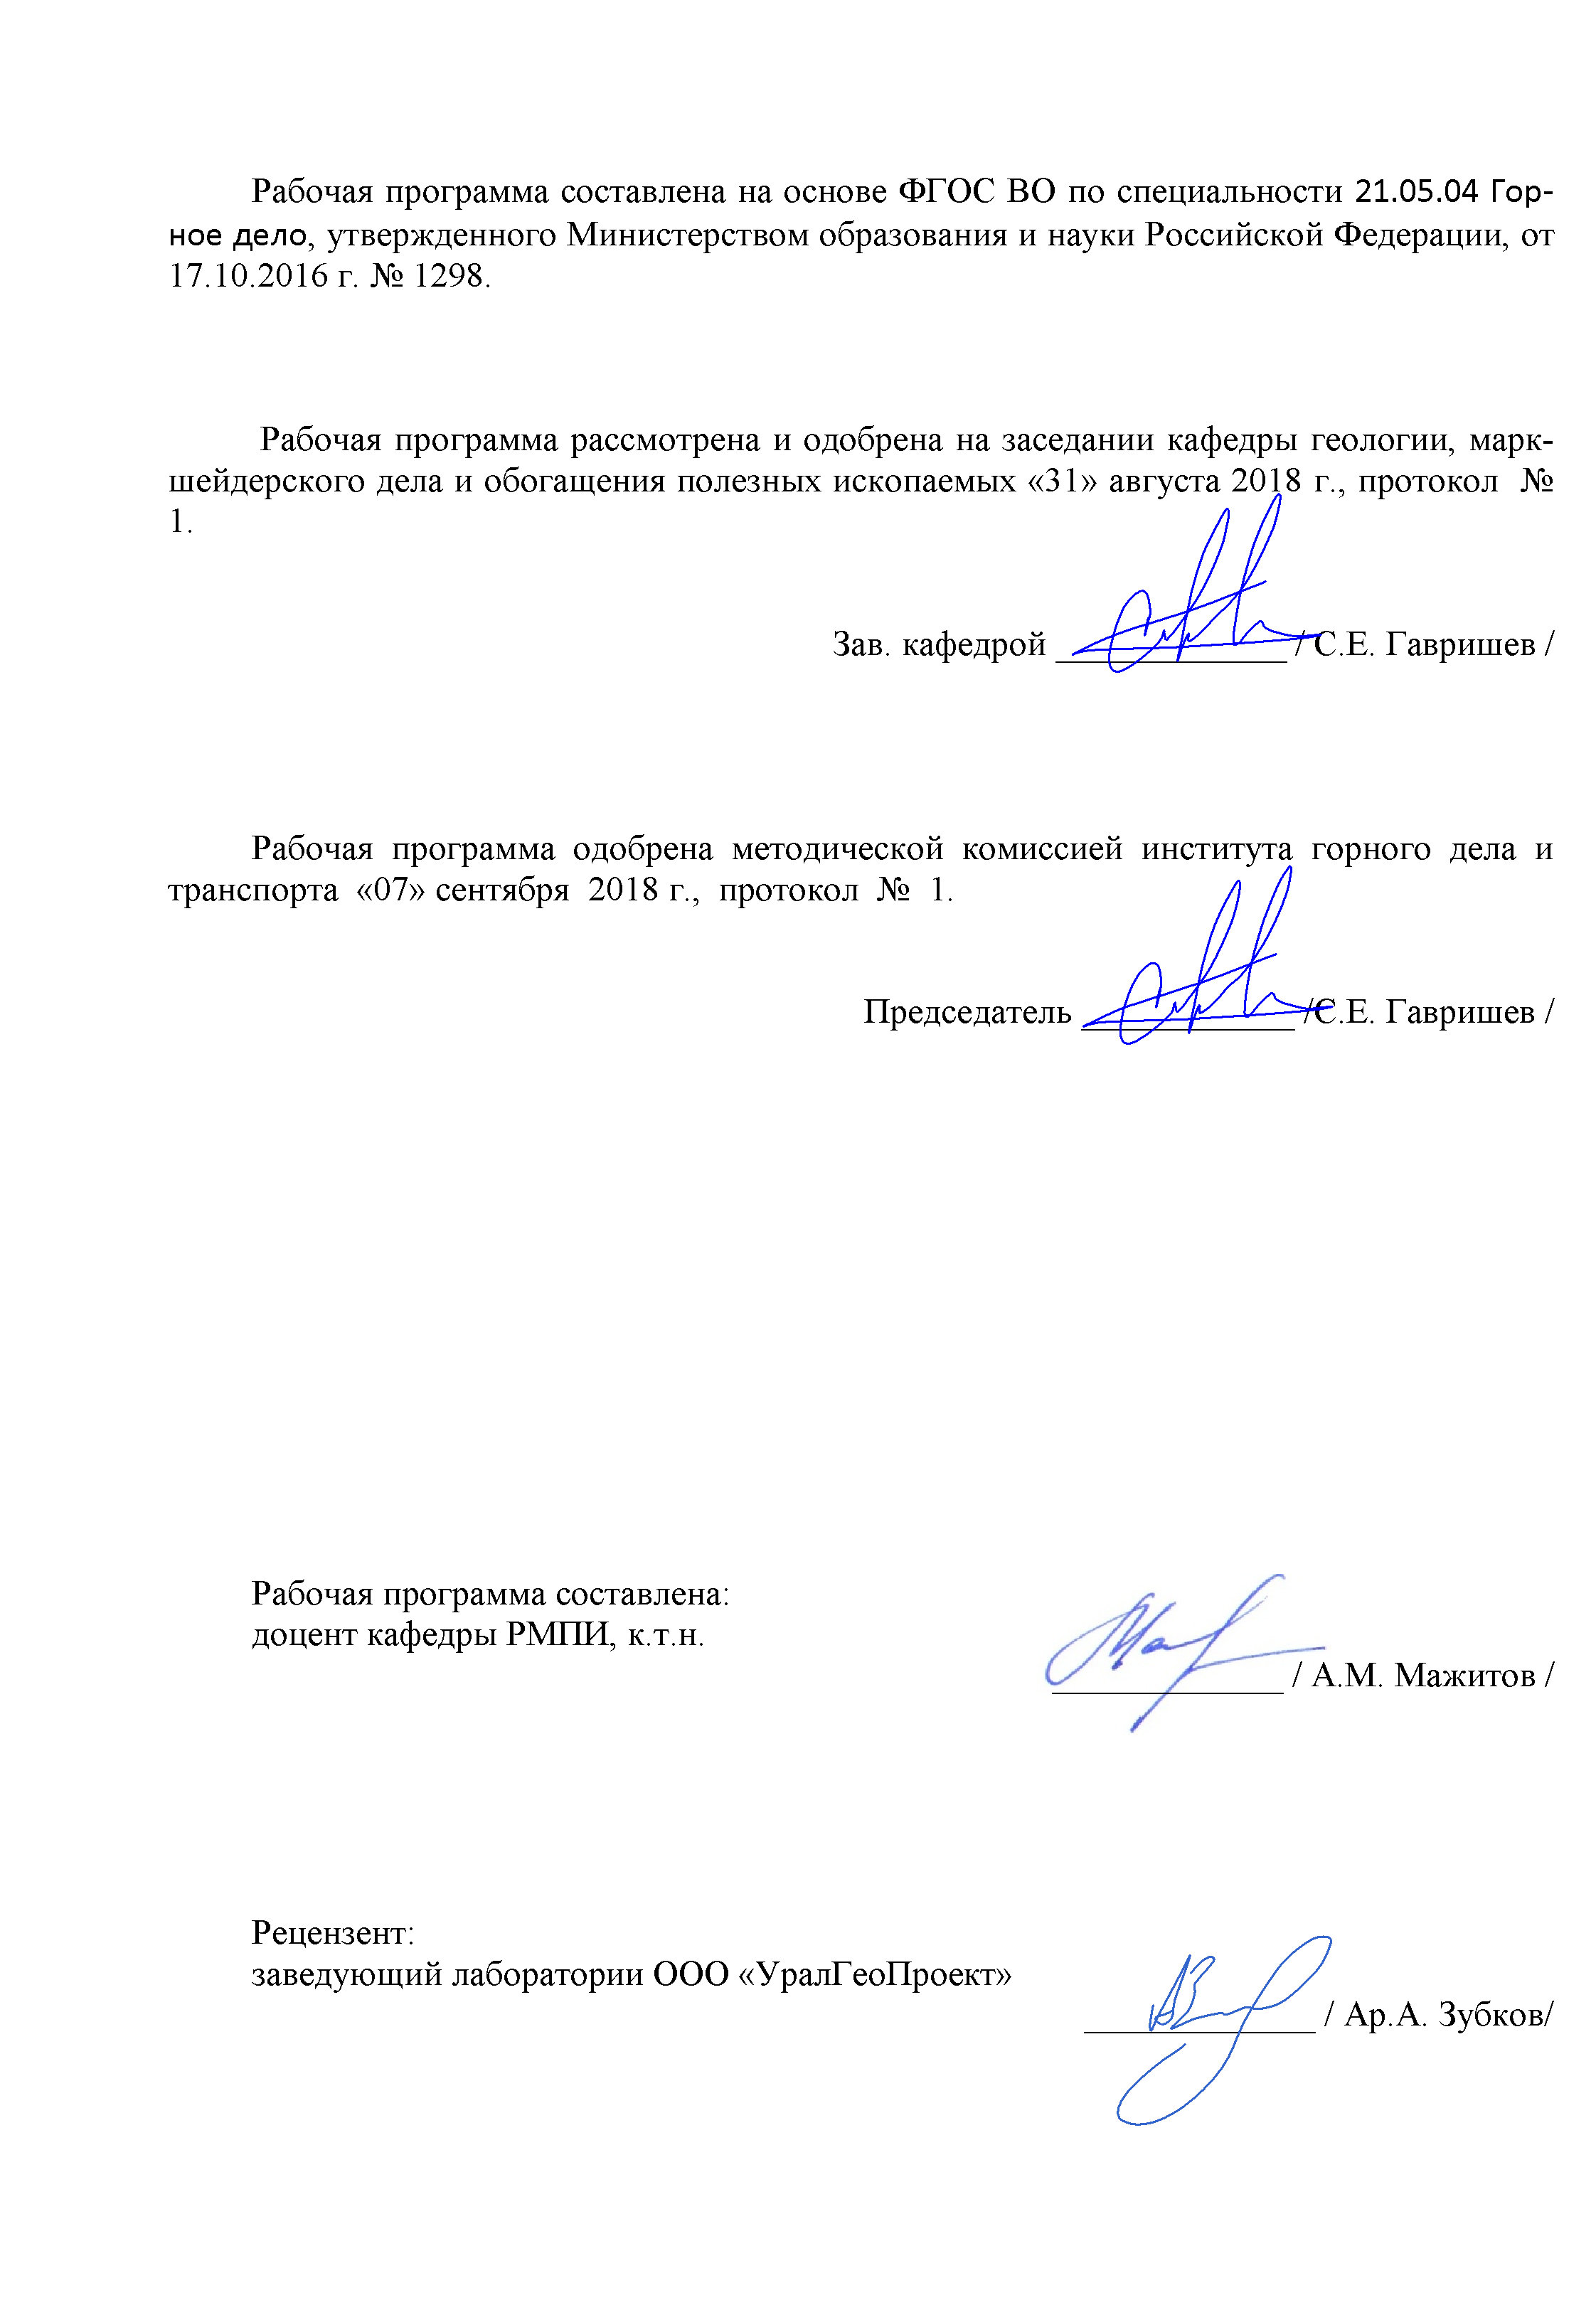 Рабочая программа составлена на основе ФГОС ВО по специальности 21.05.04 Гор-
ное дело, утвержденного Министерством образования и науки Российской Федерации, от
17.10.2016 г. № 1298.
Рабочая программа рассмотрена и одобрена на заседании кафедры геологии, марк-
шейдерского дела и обогащения полезных ископаемых «31» августа 2018 г., протокол №
1.
Зав. кафедрой _____________ / С.Е. Гавришев /
Рабочая программа одобрена методической комиссией института горного дела и
транспорта «07» сентября 2018 г., протокол № 1.
Председатель ____________ /С.Е. Гавришев /
Рабочая программа составлена:
доцент кафедры РМПИ, к.т.н.
_____________ / А.М. Мажитов /
Рецензент:
заведующий лаборатории ООО «УралГеоПроект»
_____________ / Ар.А. Зубков/